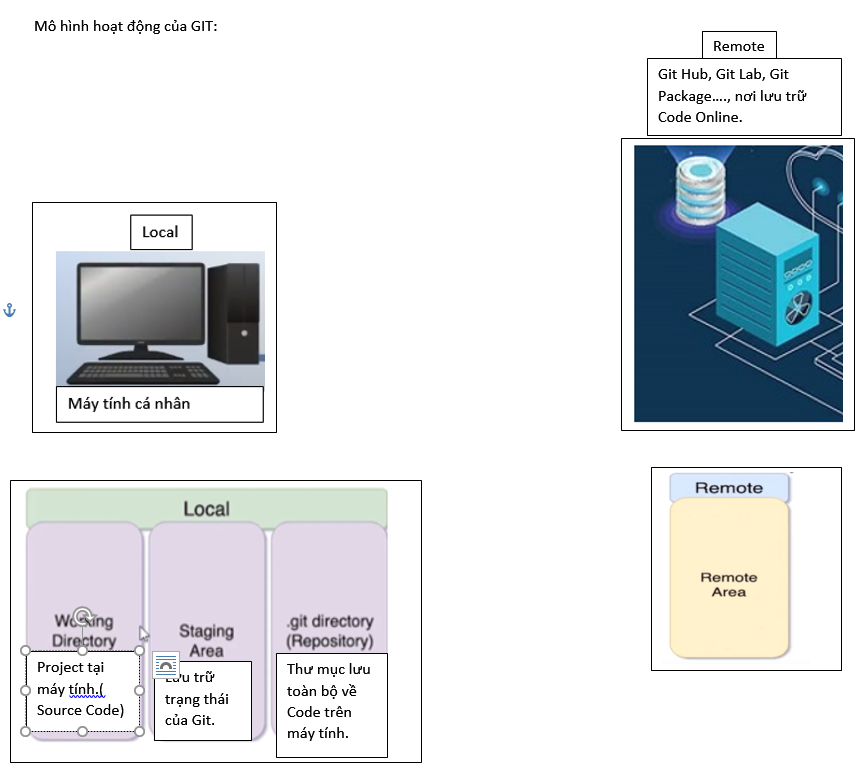 Mô hình hoạt động của GIT:
Remote
Git Hub, Git Lab, Git
Package...., nơi lưu trữ
Code Online.
Local
Máy tính cá nhân
Local
Working
Directory
Staging
Area
.git directory
(Repository)
Project tại
máy tính.(
Source Code)
Lưu trữ
trạng thái
của Git.
Thư mục lưu
toàn bộ về
Code trên
máy tính.
Remote
Remote
Area